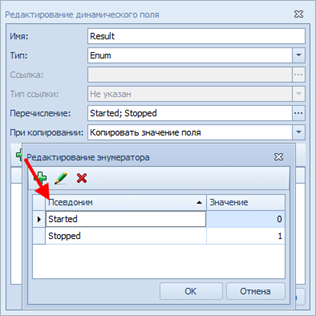 Редактирование динамического поля
Имя: Result
Тип: Enum
Ссылка:
Тип ссылки: Не указан
Перечисление: Started; Stopped
При копировании: Копировать значение поля
Редактирование энумератора
Псевдоним Значение
Started 0
Stopped 1
OK Отмена